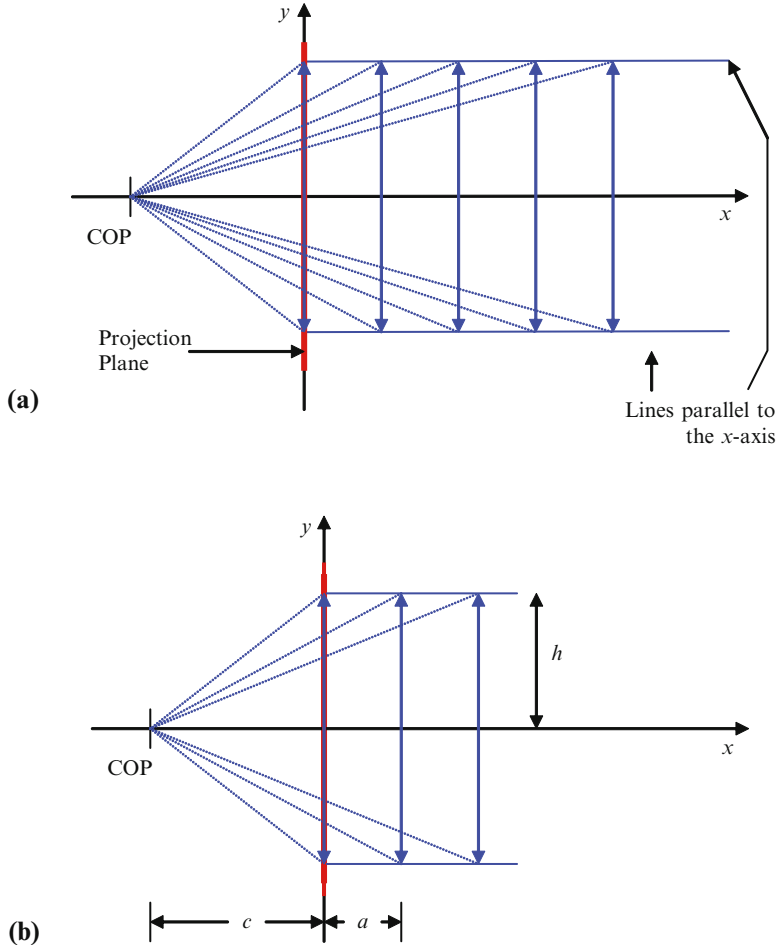 y
x
COP
Projection
Plane
(a)
Lines parallel to
the x-axis
y
h
x
COP
c
a
(b)